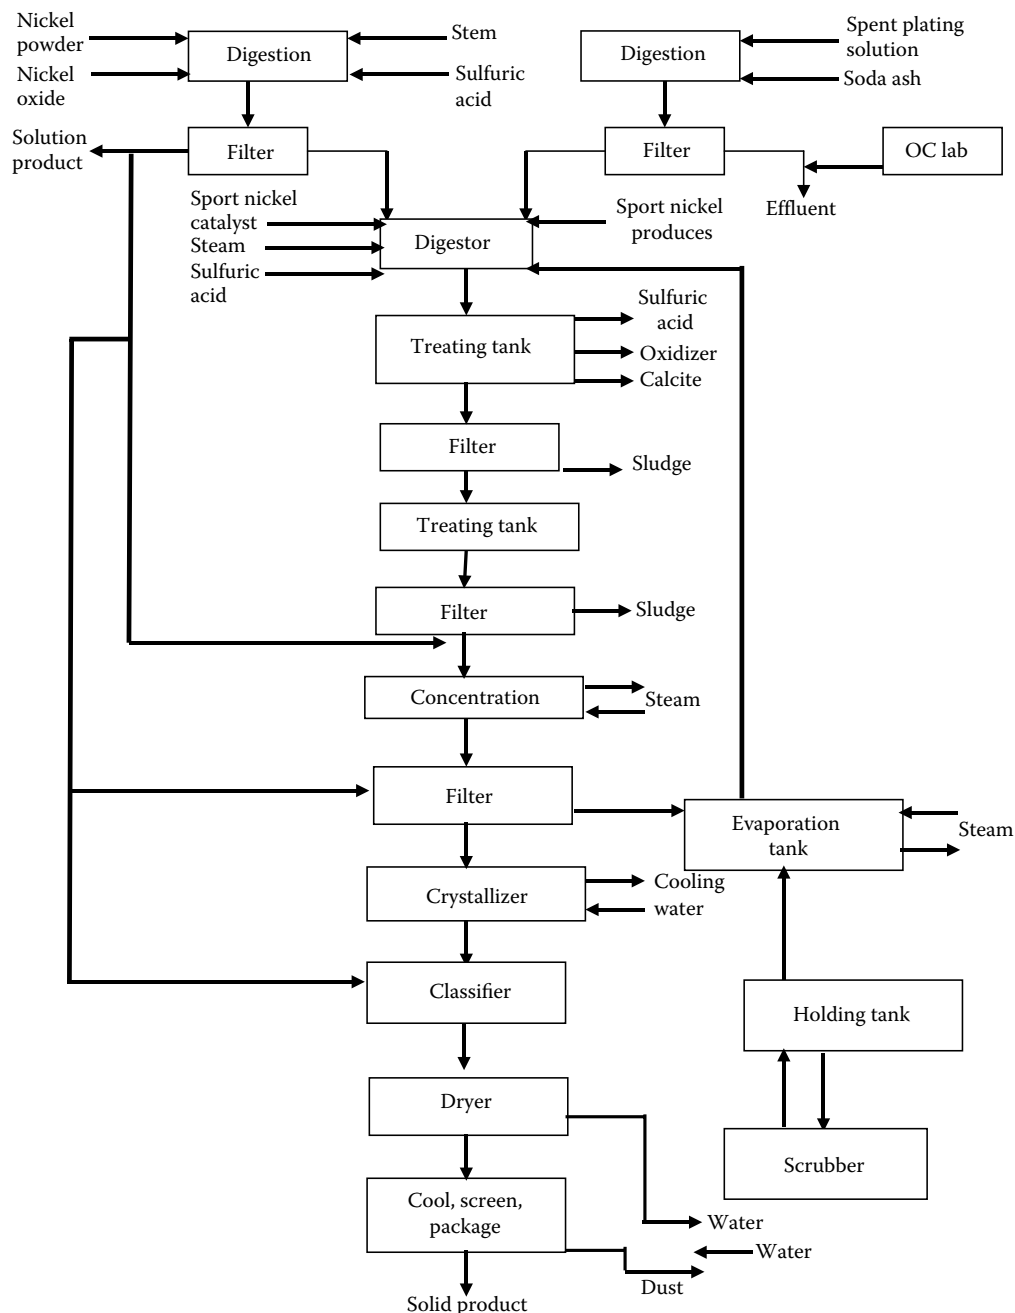 Nickel
powder
Nickel
oxide
Digestion
Stem
Sulfuric
acid
Digestion
Spent plating
solution
Soda ash
Solution
product
Filter
Filter
OC lab
Effluent
Sport nickel
catalyst
Steam
Sulfuric
acid
Digestor
Sport nickel
produces
Treating tank
Sulfuric
acid
Oxidizer
Calcite
Filter
Sludge
Treating tank
Filter
Sludge
Concentration
Steam
Filter
Evaporation
tank
Steam
Crystallizer
Cooling
water
Classifier
Holding tank
Dryer
Scrubber
Cool, screen,
package
Water
Water
Dust
Solid product